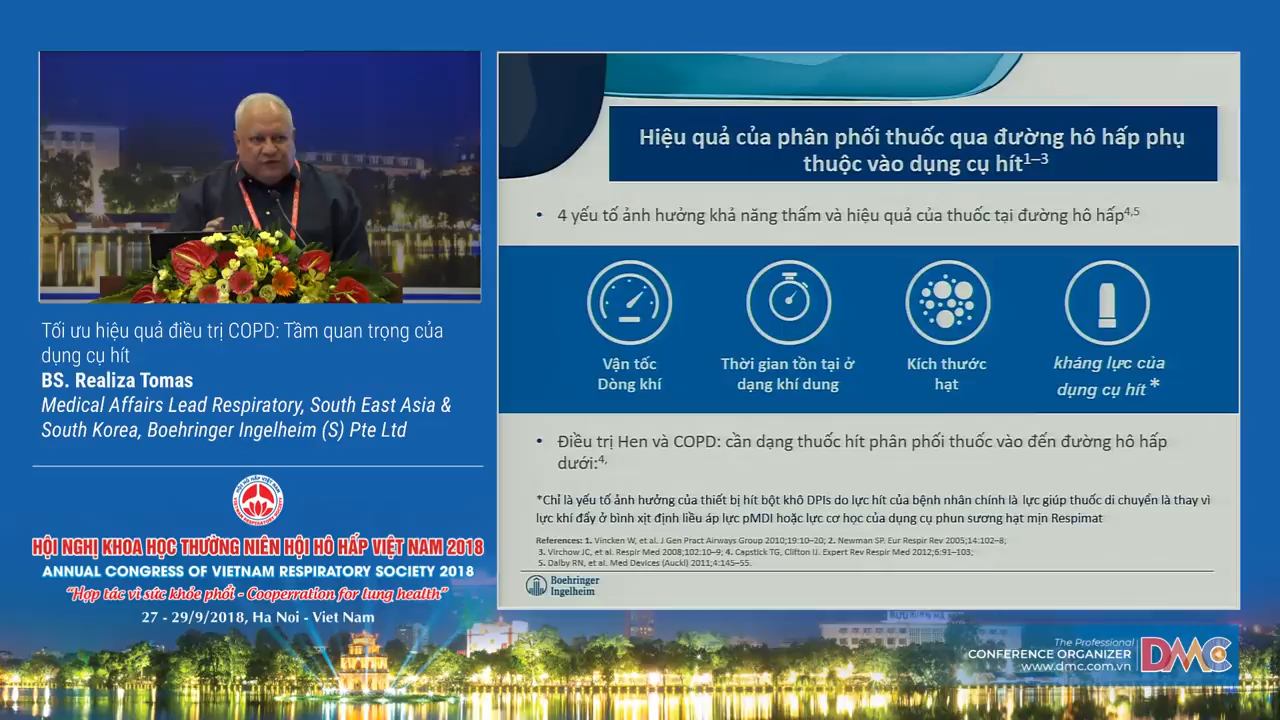 Tối ưu hiệu quả điều trị COPD: Tầm quan trọng của
dụng cụ hít
BS. Realiza Tomas
Medical Affairs Lead Respiratory, South East Asia &
South Korea, Boehringer Ingelheim (S) Pte Ltd
HỘI HÔ HẤP VIỆT NAM
HỘI NGHỊ KHOA HỌC THƯỜNG NIÊN HỘI HÔ HẤP VIỆT NAM 2018
ANNUAL CONGRESS OF VIETNAM RESPIRATORY SOCIETY 2018
"Hợp tác vì sức khỏe phổi - Cooperration for lung health"
27 - 29/9/2018, Ha Noi - Viet Nam
Hiệu quả của phân phối thuốc qua đường hô hấp phụ
thuộc vào dụng cụ hít1–3
• 4 yếu tố ảnh hưởng khả năng thấm và hiệu quả của thuốc tại đường hô hấp4,5
Vận tốc
Dòng khí
Thời gian tồn tại ở
dạng khí dung
Kích thước
hạt
kháng lực của
dụng cụ hít *
• Điều trị Hen và COPD: cần dạng thuốc hít phân phối thuốc vào đến đường hô hấp
dưới:4,
*Chỉ là yếu tố ảnh hưởng của thiết bị hít bột khô DPIs do lực hít của bệnh nhân chính là lực giúp thuốc di chuyển là thay vì
lực khí đẩy ở bình xịt định liều áp lực pMDI hoặc lực cơ học của dụng cụ phun sương hạt mịn Respimat
References: 1. Vincken W, et al. J Gen Pract Airways Group 2010;19:10–20; 2. Newman SP. Eur Respir Rev 2005;14:102–8;
3. Virchow JC, et al. Respir Med 2008;102:10–9; 4. Capstick TG, Clifton IJ. Expert Rev Respir Med 2012;6:91–103;
5. Dalby RN, et al. Med Devices (Auckl) 2011;4:145–55.
Boehringer
Ingelheim
The Professional
CONFERENCE ORGANIZER
www.dmc.com.vn
DMC